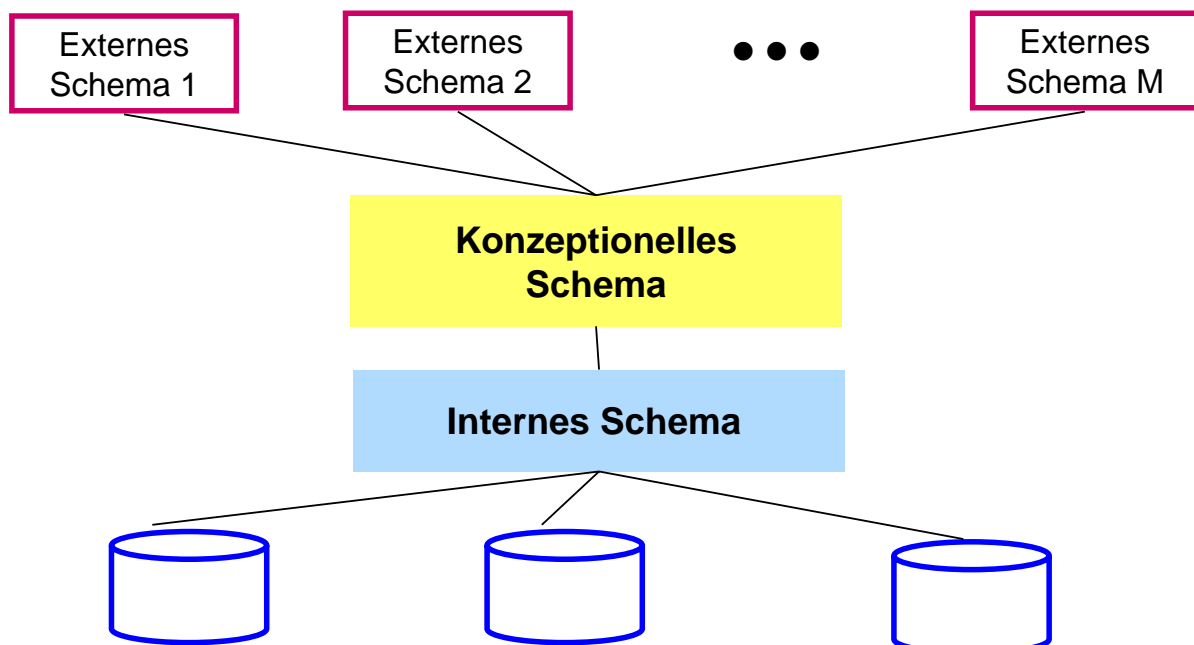 Externes
Schema 1
Externes
Schema 2
•••
Externes
Schema M
Konzeptionelles
Schema
Internes Schema